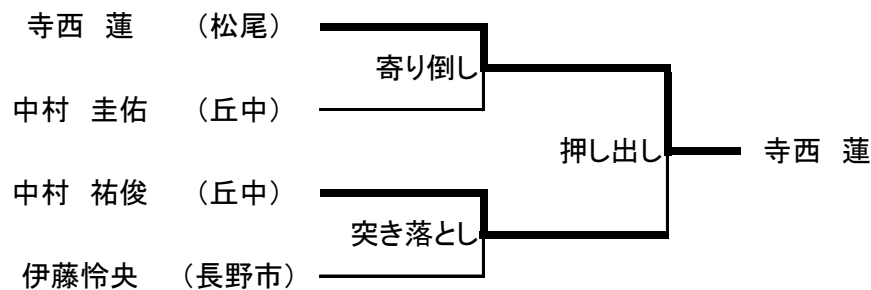 寺西　蓮　　（松尾）
寄り倒し
中村　圭佑　　（丘中）
押し出し　　寺西　蓮
中村　祐俊　　（丘中）
突き落とし
伊藤怜央　　（長野市）